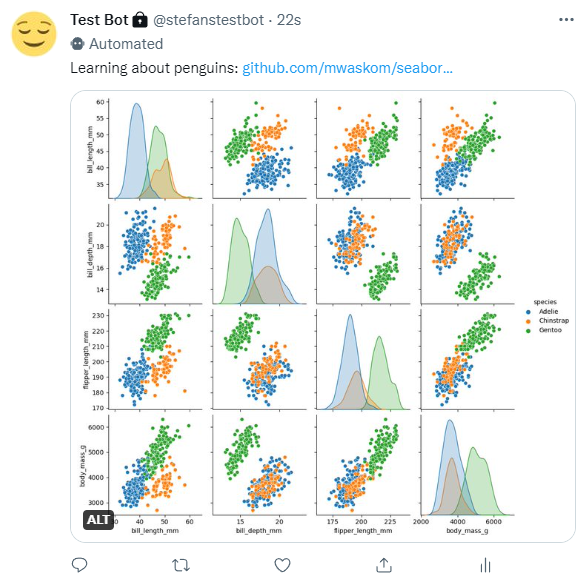 Test Bot @stefanstestbot · 22s
Automated
Learning about penguins: github.com/mwaskom/seabor...
60
55
50
45
40
35
bill_length_mm
20
18
16
14
bill_depth_mm
230
220
210
200
190
180
170
flipper_length_mm
6000
5000
4000
3000
body_mass_g
species
Adelie
Chinstrap
Gentoo
ALT
40 50 60
bill_length_mm
15 20
bill_depth_mm
175 200 225
flipper_length_mm
2000 4000 6000
body_mass_g